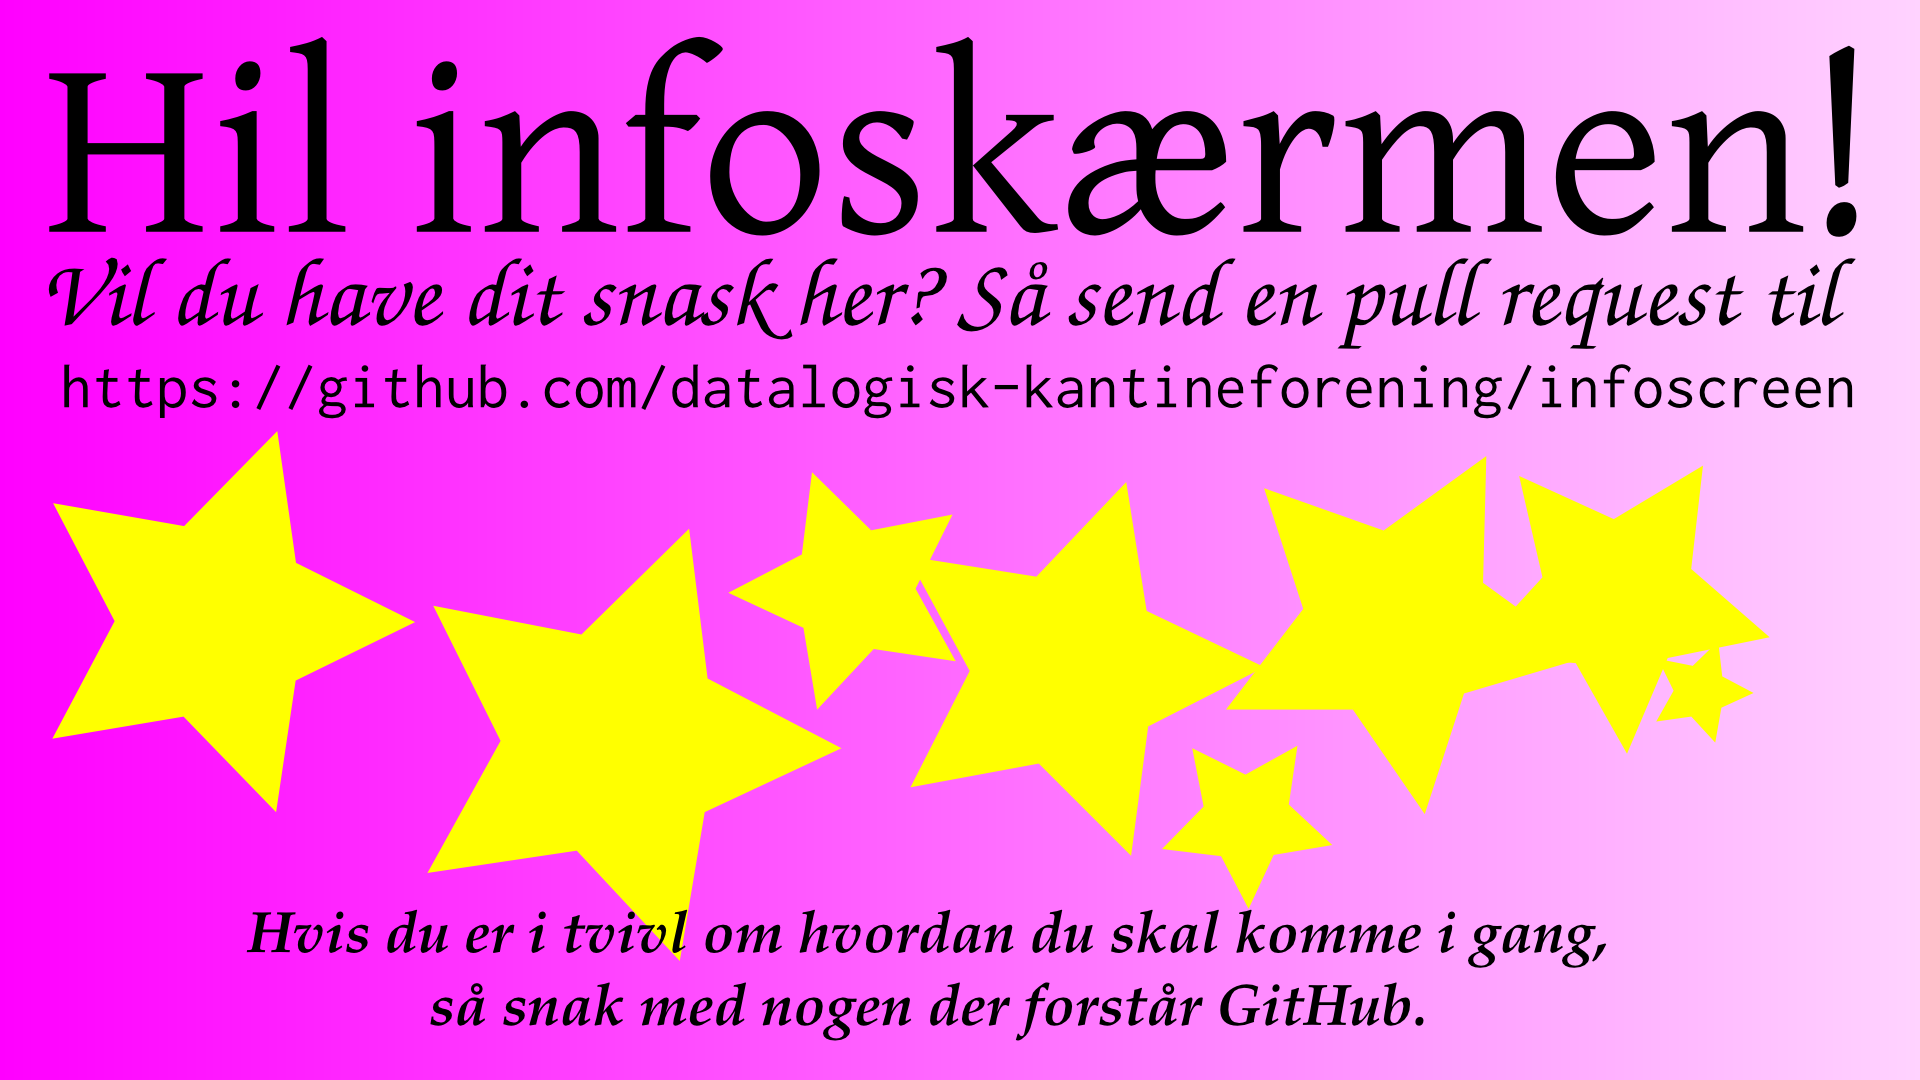 Hil infoskærmen!
Vil du have dit snask her? Så send en pull request til
https://github.com/datalogisk-kantineforening/infoscreen
Hvis du er i tvivl om hvordan du skal komme i gang,
så snak med nogen der forstår GitHub.